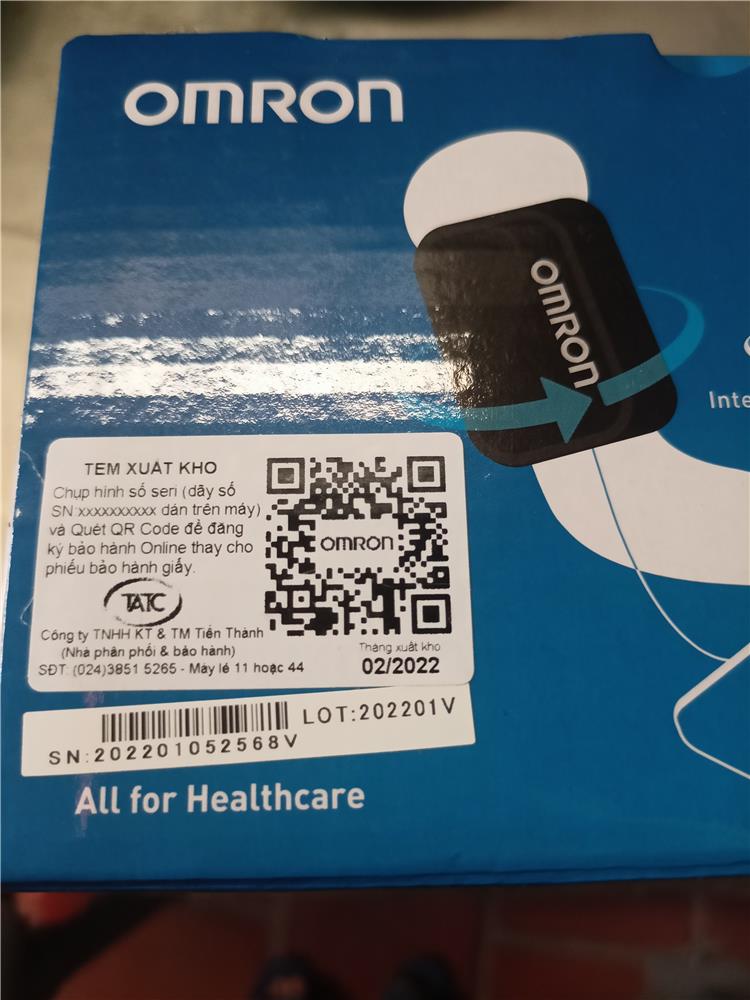 OMRON
OMRON
Inte
TEM XUẤT KHO
Chụp hình số seri (dãy số
SN:xxxxxxxxxx dán trên máy)
và Quét QR Code để đăng
ký bảo hành Online thay cho
phiếu bảo hành giấy.
OMRON
TATC
Công ty TNHH KT & TM Tiến Thành
(Nhà phân phối & bảo hành)
SĐT: (024)3851 5265 - Máy lẻ 11 hoặc 44
Tháng xuất kho
02/2022
LOT:202201V
SN:202201052568V
All for Healthcare